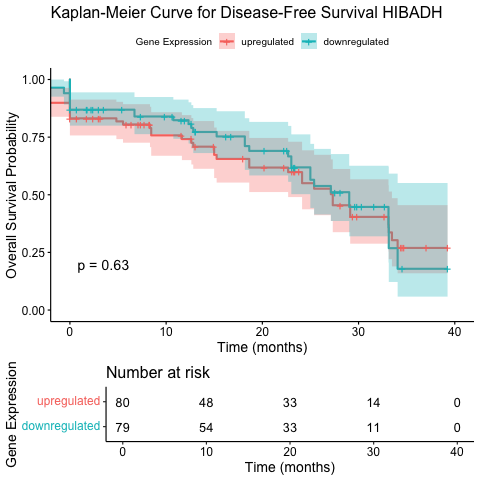 Kaplan-Meier Curve for Disease-Free Survival HIBADH
Gene Expression upregulated downregulated
Overall Survival Probability
1.00
0.75
0.50
0.25
0.00
p = 0.63
0 10 20 30 40
Time (months)
Number at risk
Gene Expression
upregulated 80 48 33 14 0
downregulated 79 54 33 11 0
0 10 20 30 40
Time (months)